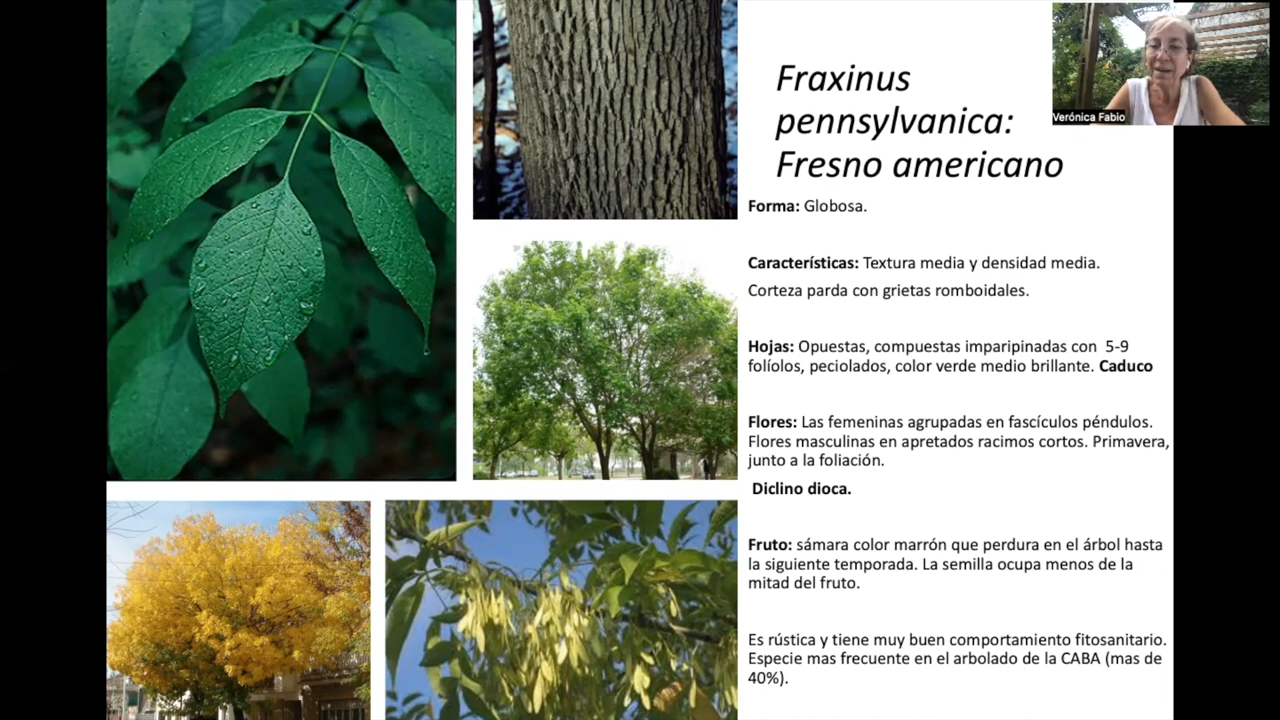 Fraxinus
pennsylvanica:
Fresno americano
Verónica Fabio
Forma: Globosa.
Características: Textura media y densidad media.
Corteza parda con grietas romboidales.
Hojas: Opuestas, compuestas imparipinadas con 5-9
folíolos, peciolados, color verde medio brillante. Caduco
Flores: Las femeninas agrupadas en fascículos péndulos.
Flores masculinas en apretados racimos cortos. Primavera,
junto a la foliación.
Diclino dioca.
Fruto: sámara color marrón que perdura en el árbol hasta
la siguiente temporada. La semilla ocupa menos de la
mitad del fruto.
Es rústica y tiene muy buen comportamiento fitosanitario.
Especie mas frecuente en el arbolado de la CABA (mas de
40%).